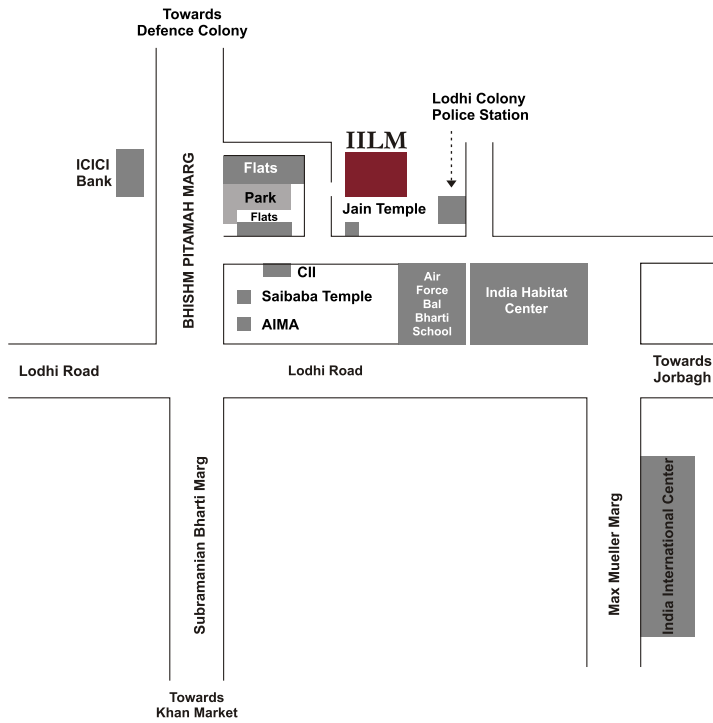 Towards
Defence Colony
Lodhi Colony
Police Station
IILM
ICICI
Bank
Flats
Park
Flats
Jain Temple
BHISHM PITAMAH MARG
CII
Saibaba Temple
AIMA
Air
Force
Bal
Bharti
School
India Habitat
Center
Lodhi Road
Lodhi Road
Towards
Jorbagh
Subramanian Bharti Marg
Max Mueller Marg
India International Center
Towards
Khan Market